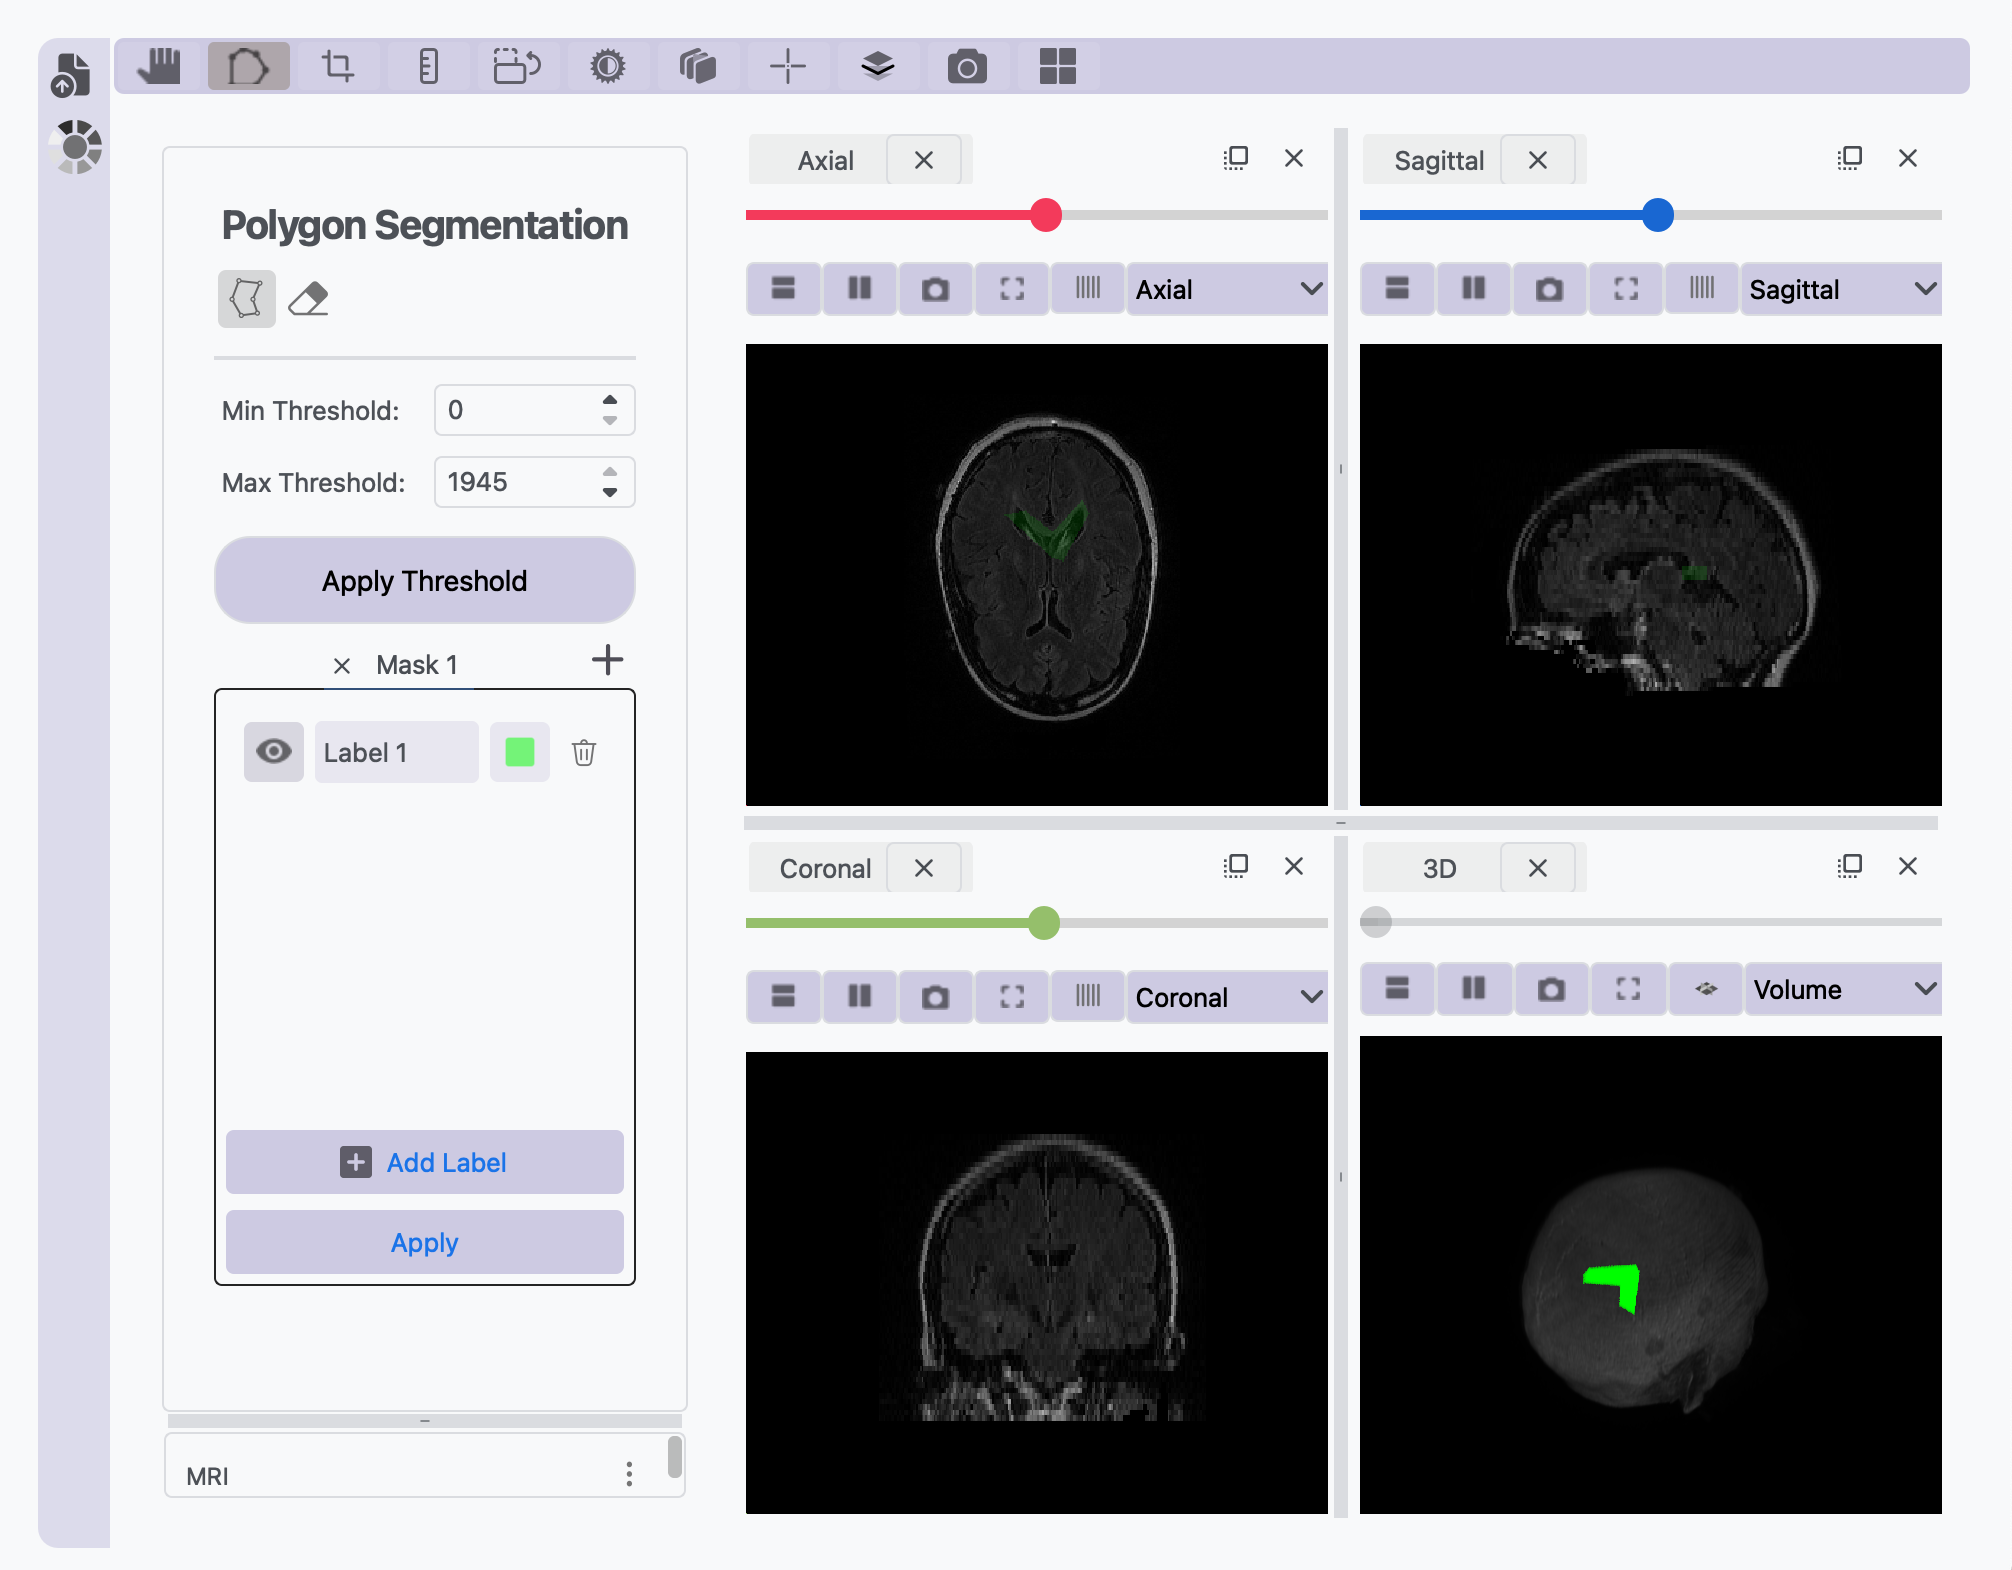 Polygon Segmentation
Min Threshold: 0
Max Threshold: 1945
Apply Threshold
Mask 1
Label 1
Add Label
Apply
MRI
Axial
Axial
Sagittal
Sagittal
Coronal
Coronal
3D
Volume